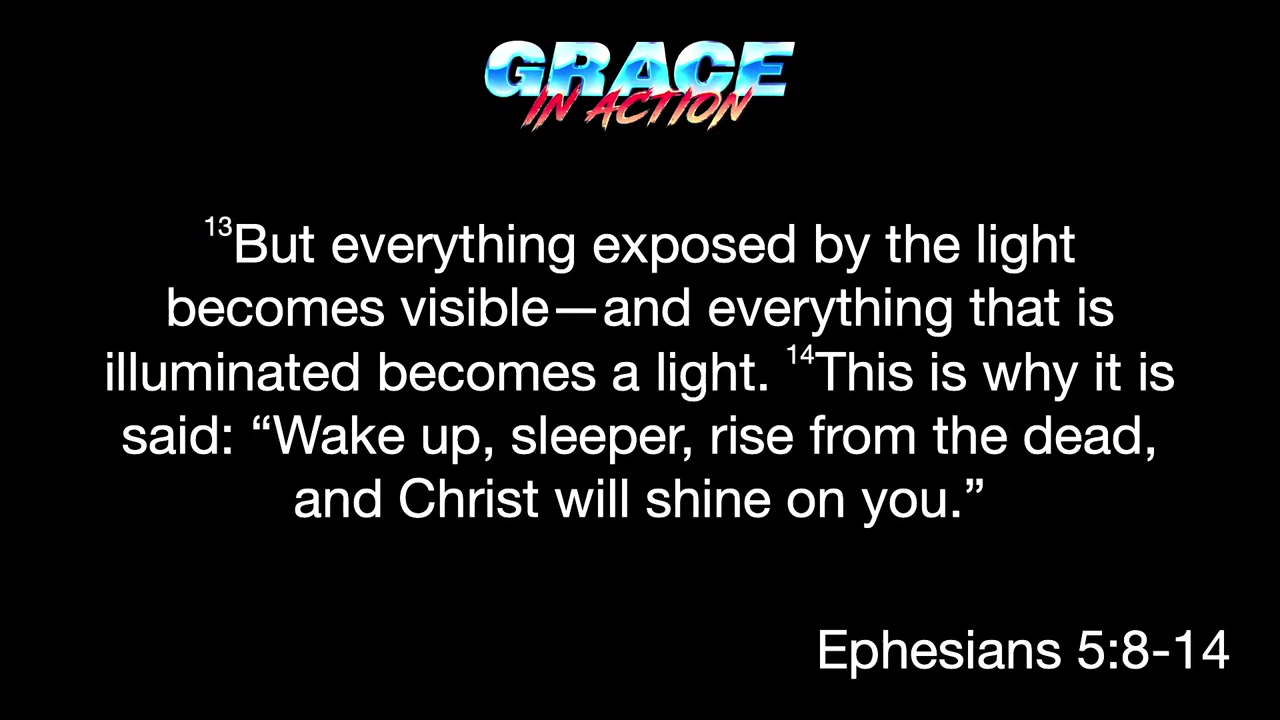 GRACE
IN ACTION
13But everything exposed by the light
becomes visible—and everything that is
illuminated becomes a light. 14This is why it is
said: “Wake up, sleeper, rise from the dead,
and Christ will shine on you.”
Ephesians 5:8-14